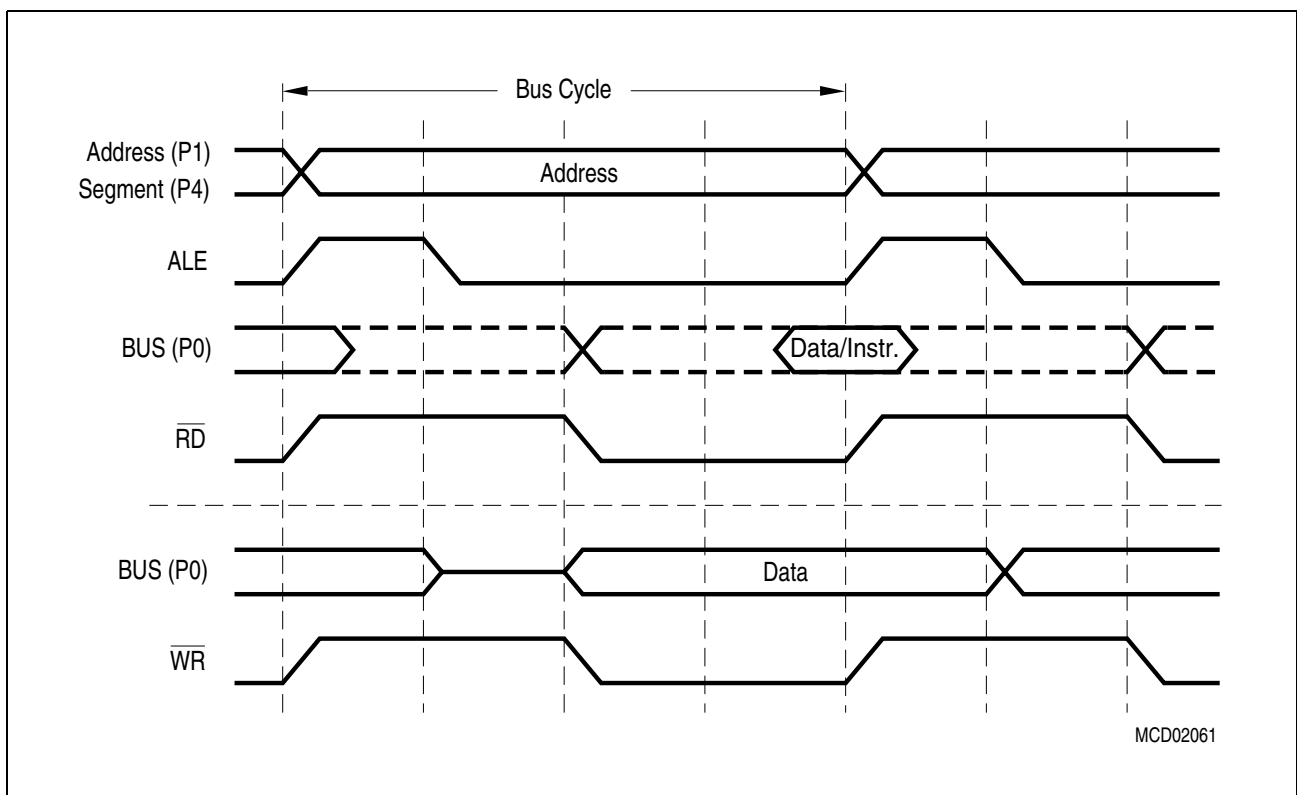 Bus Cycle
Address (P1)
Segment (P4)
Address
ALE
BUS (P0)
Data/Instr.
RD
BUS (P0)
Data
WR
MCD02061